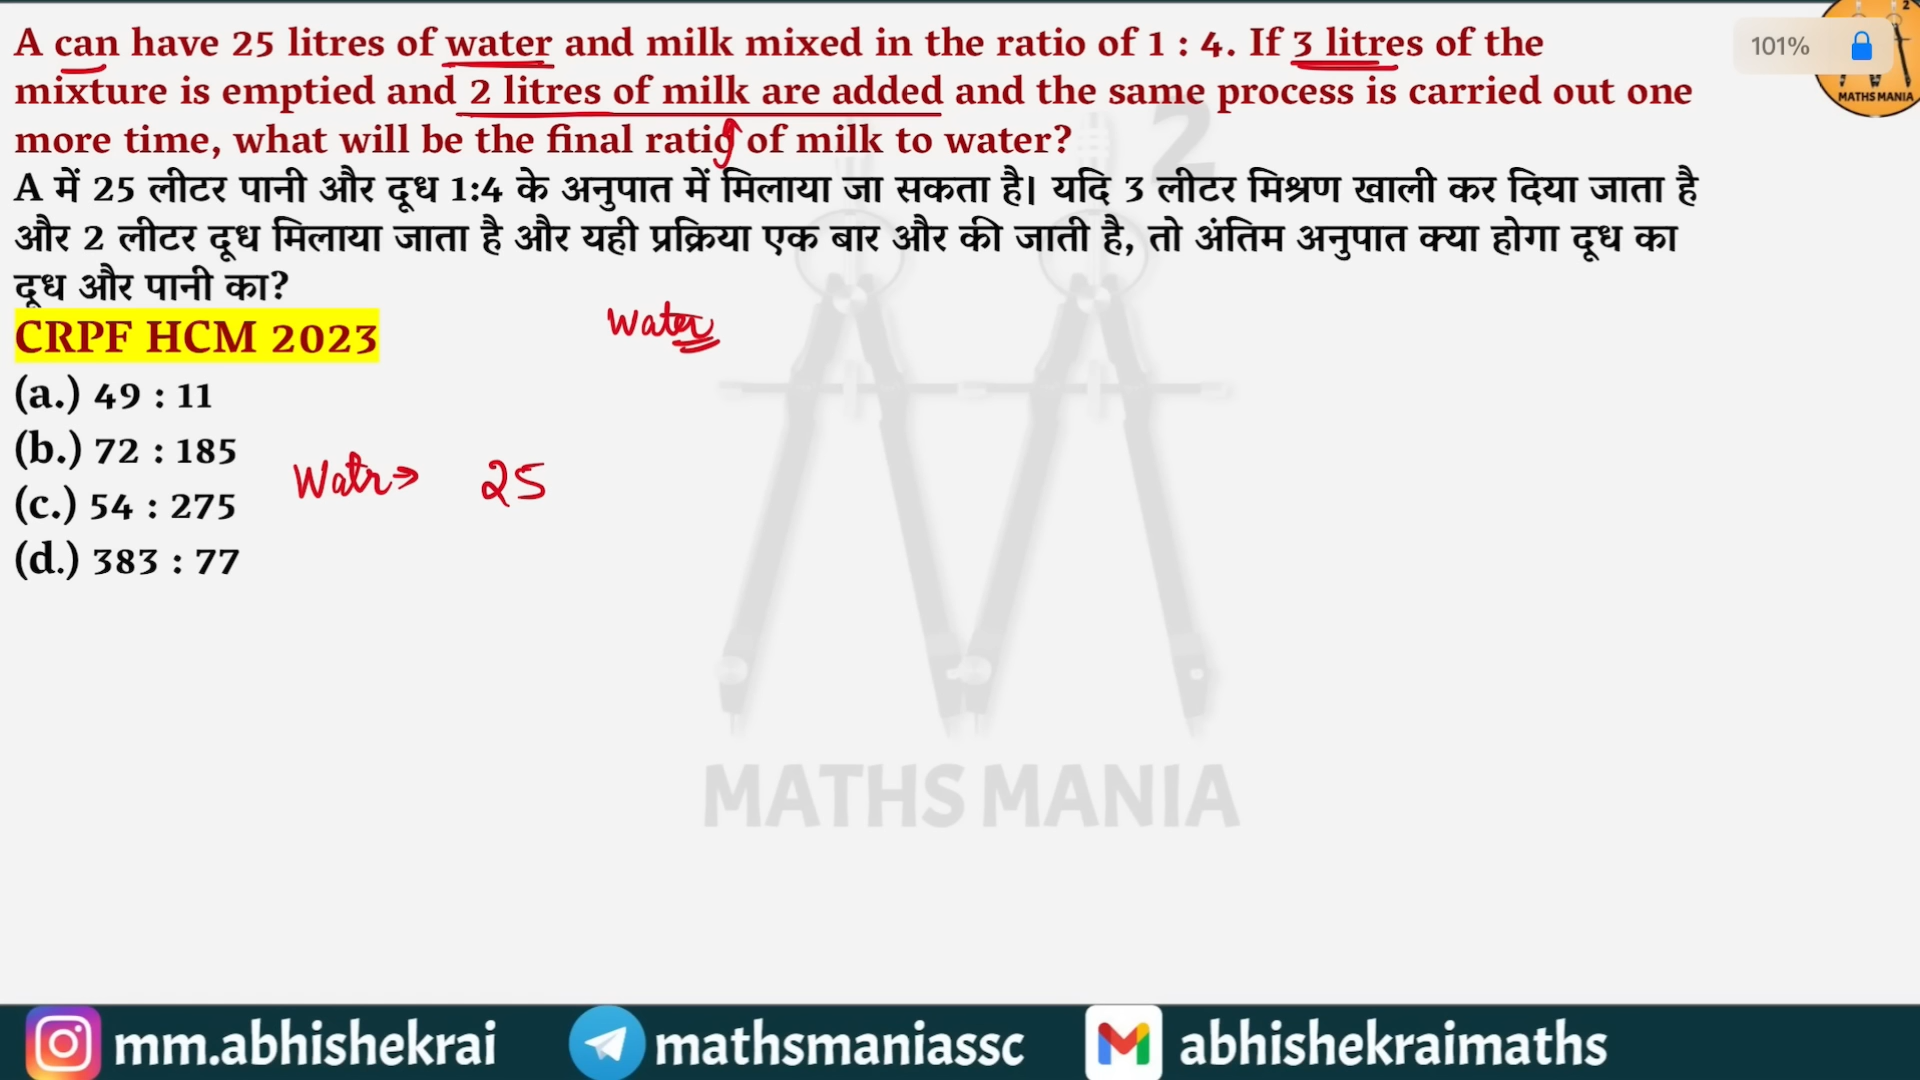 A can have 25 litres of water and milk mixed in the ratio of 1 : 4. If 3 litres of the
mixture is emptied and 2 litres of milk are added and the same process is carried out one
more time, what will be the final ratio of milk to water?
A में 25 लीटर पानी और दूध 1:4 के अनुपात में मिलाया जा सकता है। यदि 3 लीटर मिश्रण खाली कर दिया जाता है
और 2 लीटर दूध मिलाया जाता है और यही प्रक्रिया एक बार और की जाती है, तो अंतिम अनुपात क्या होगा दूध का
दूध और पानी का?
CRPF HCM 2023
Water
(a.) 49 : 11
(b.) 72 : 185
(c.) 54 : 275
(d.) 383 : 77
Watr→ 25
101%
MATHS MANIA
2
MATHS MANIA
mm.abhishekrai mathsmaniassc abhishekraimaths